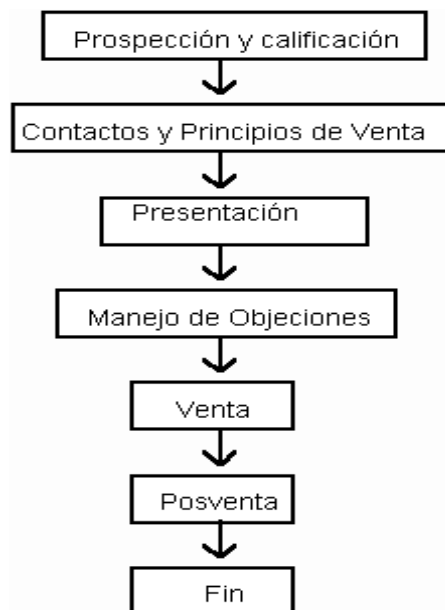 Prospección y calificación
Contactos y Principios de Venta
Presentación
Manejo de Objeciones
Venta
Posventa
Fin